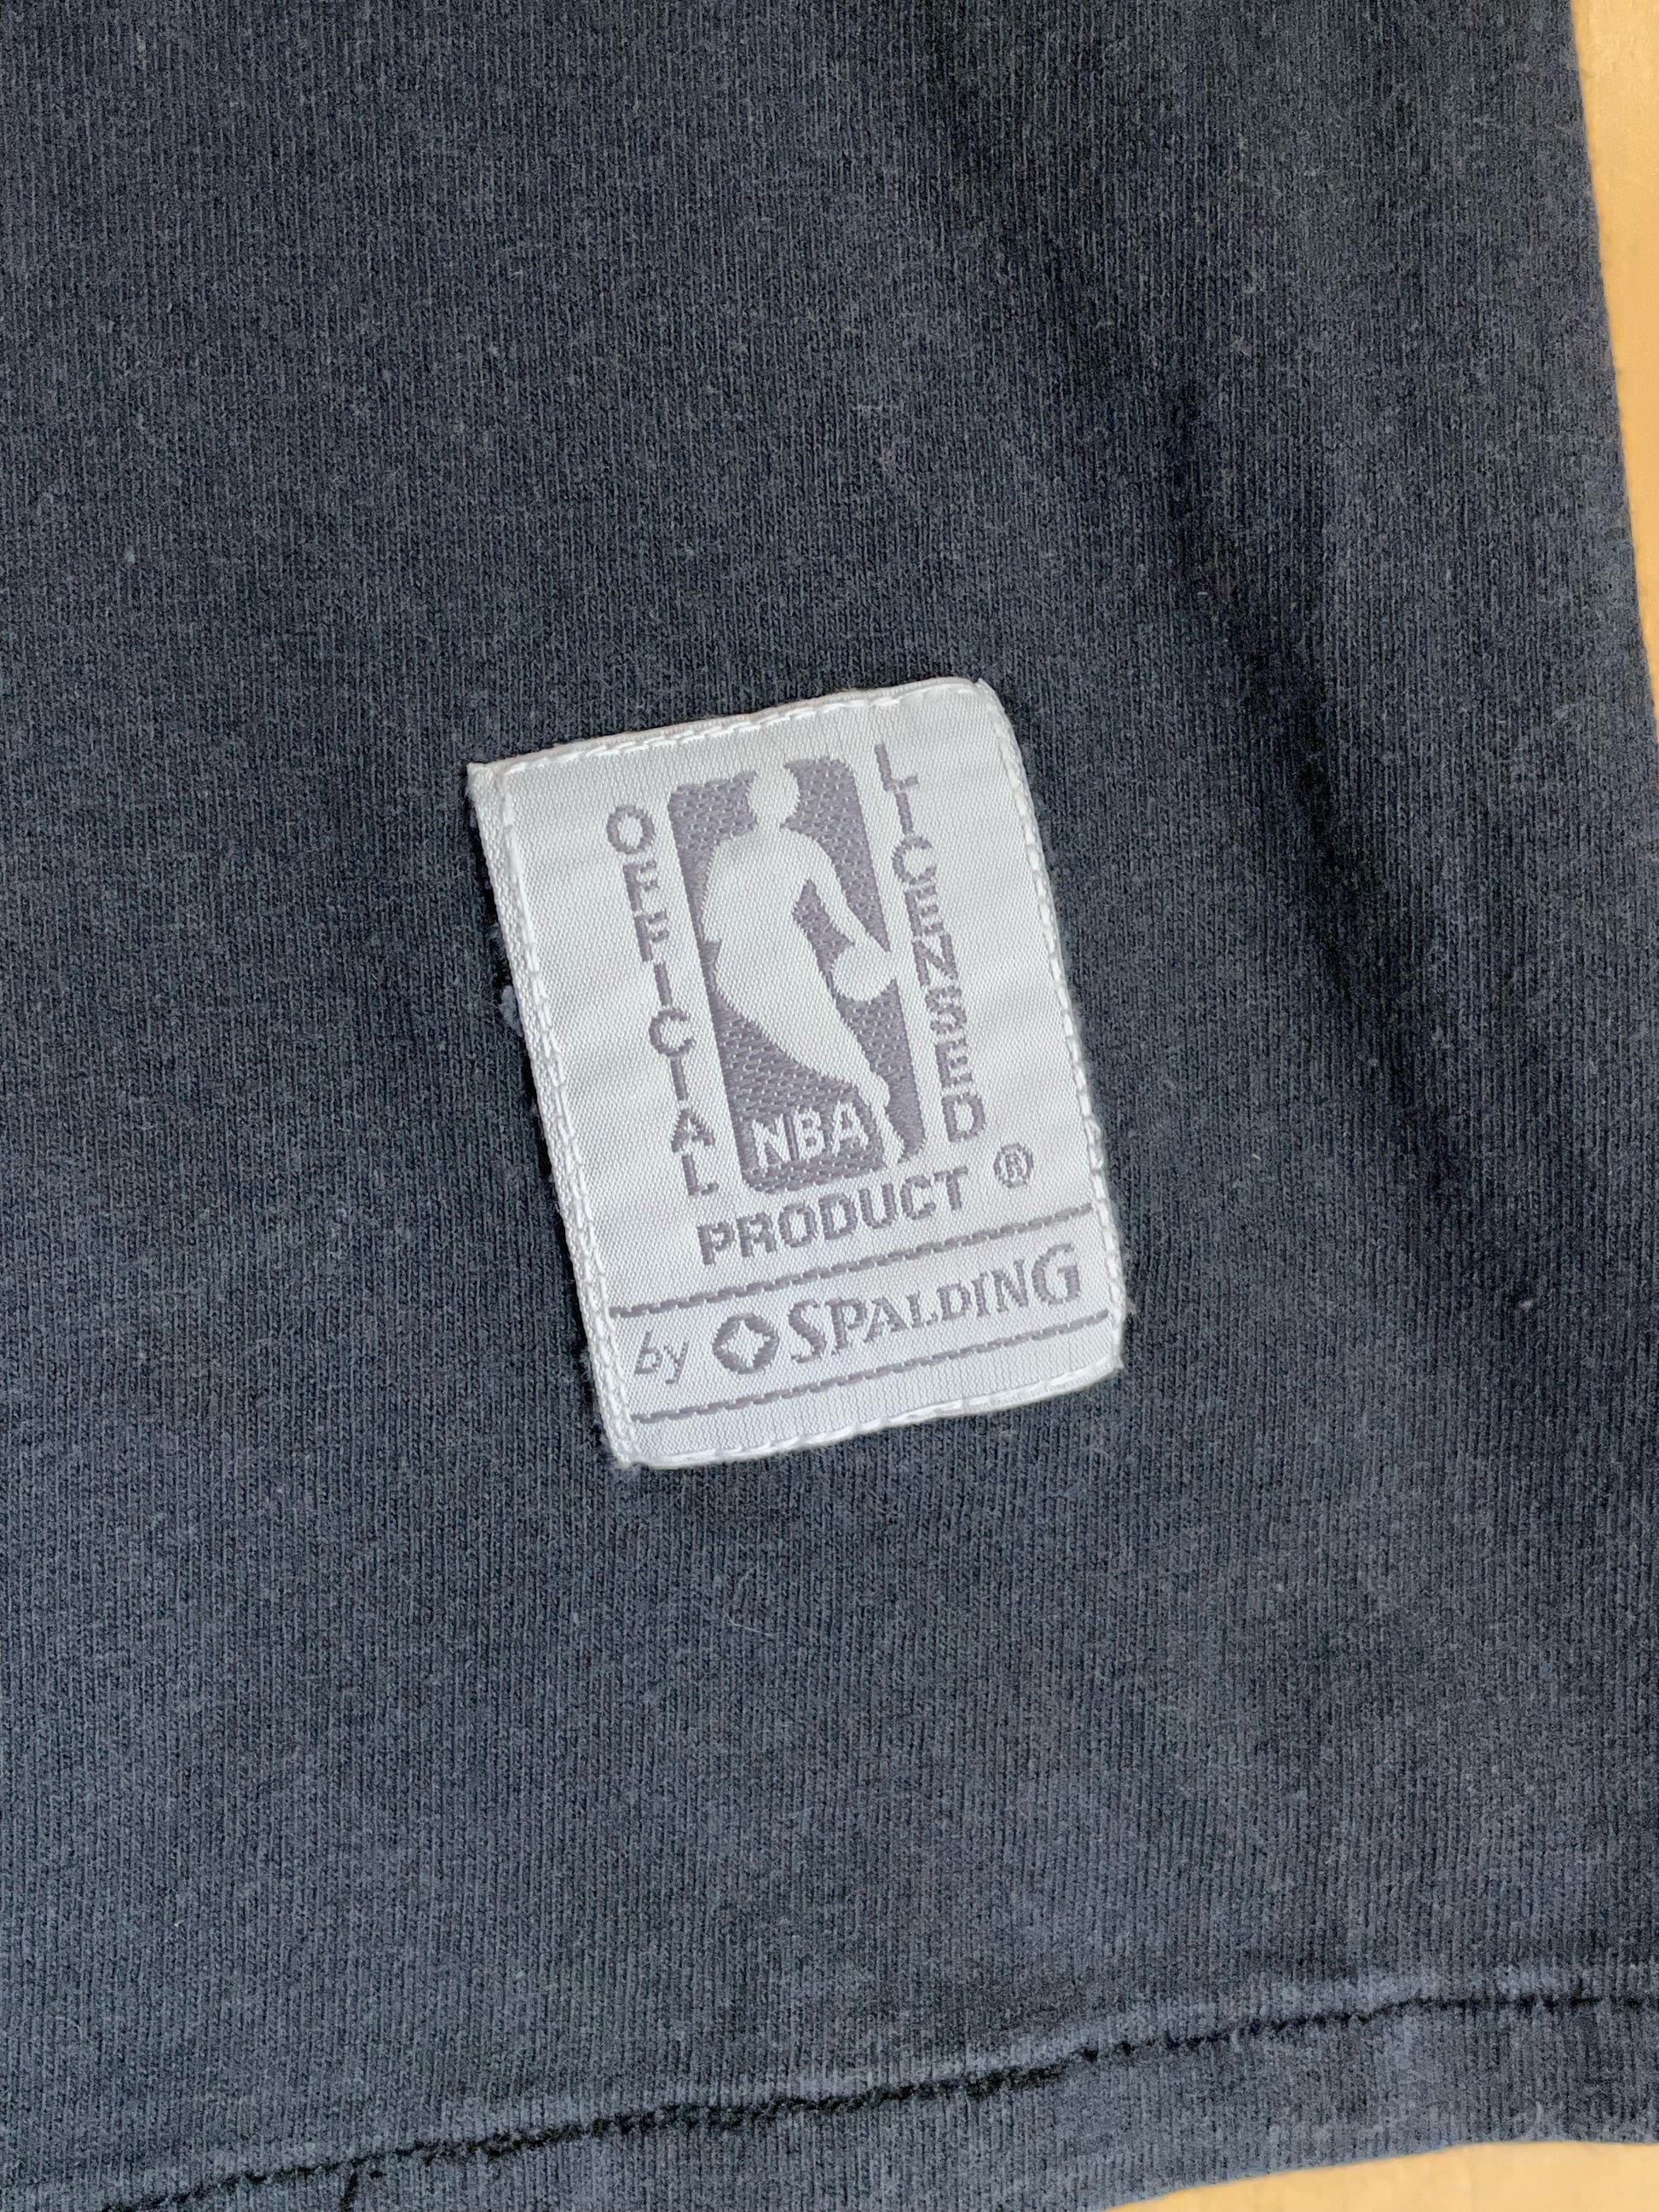 OFFICIAL
LICENSED
NBA
PRODUCT ®
by SPALDING